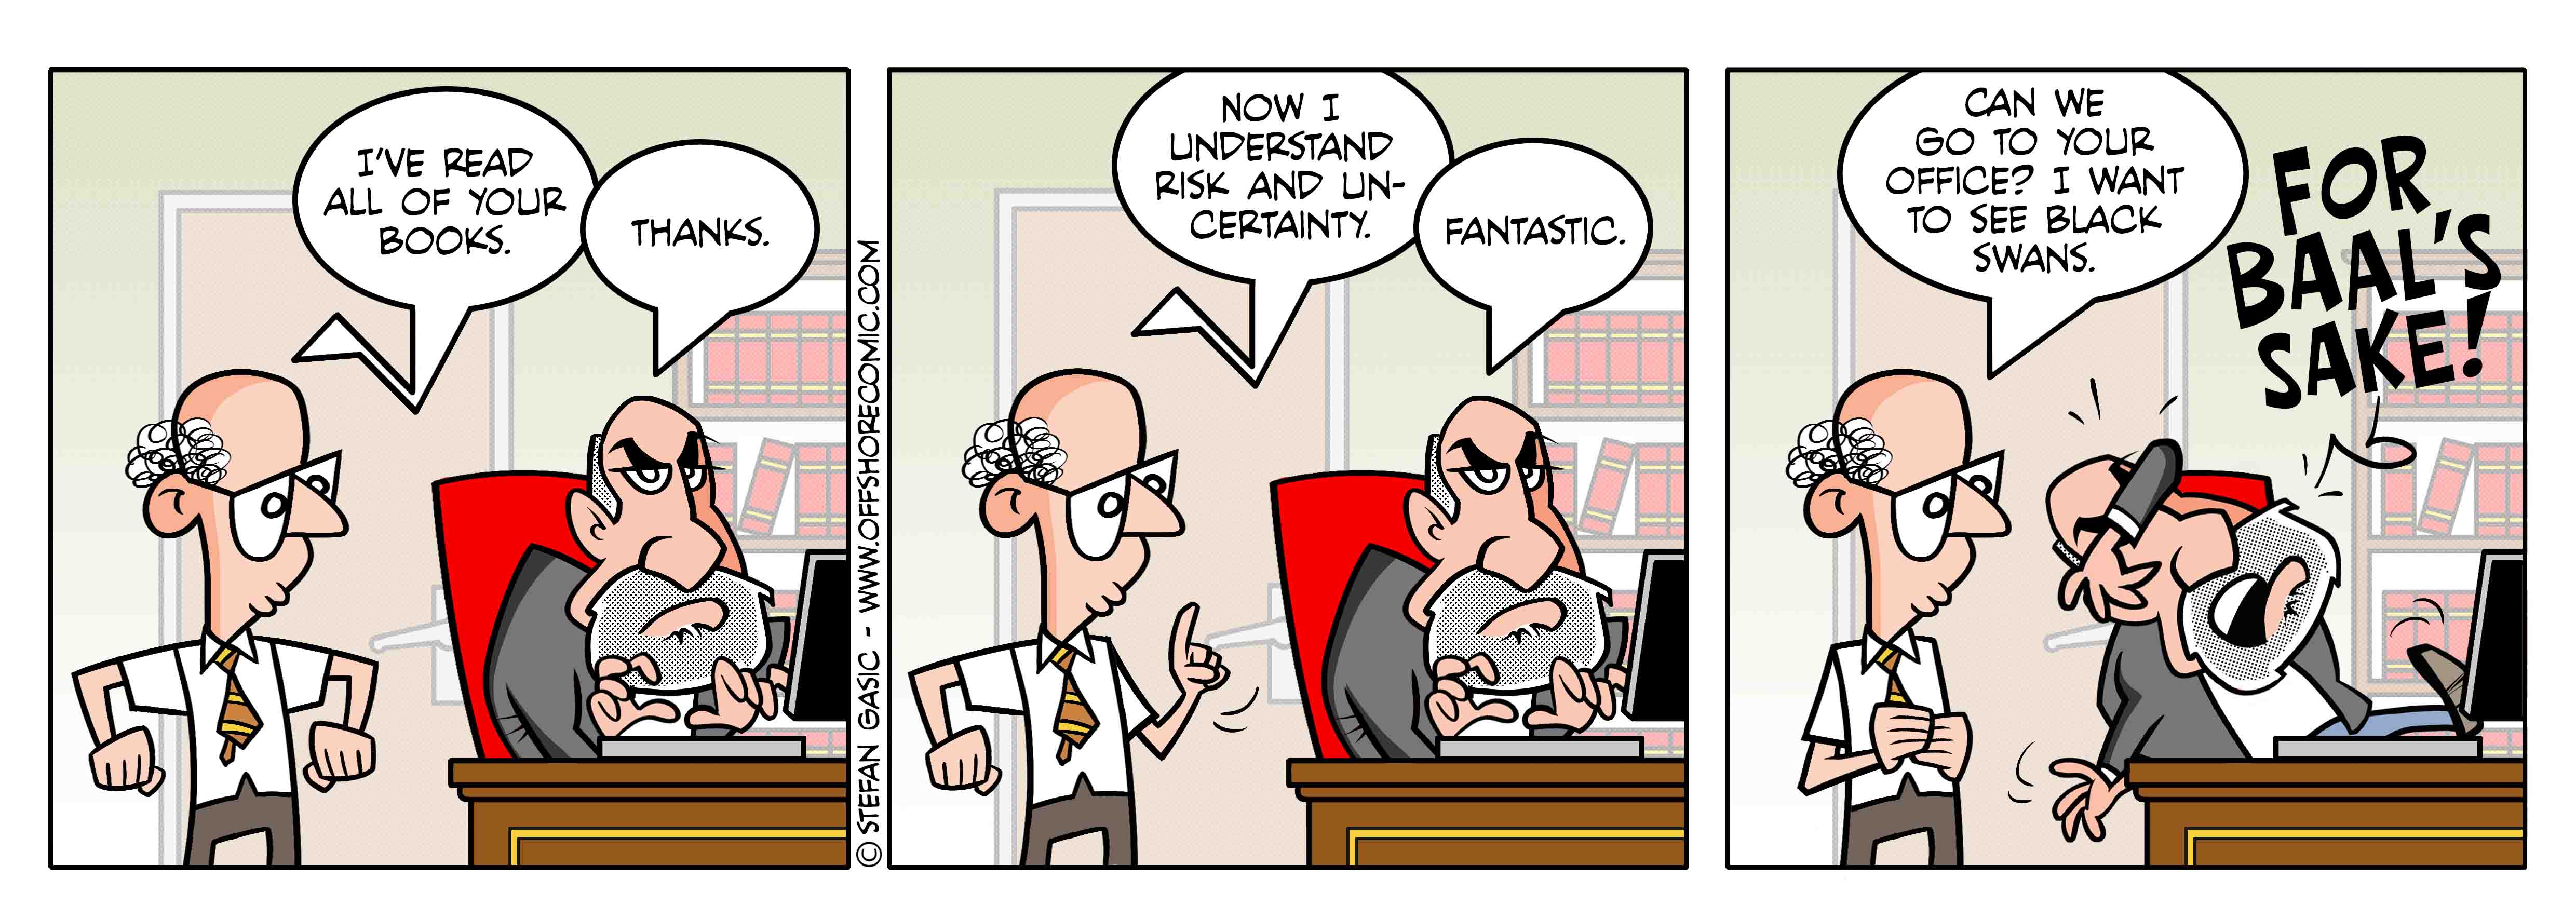 I'VE READ
ALL OF YOUR
BOOKS.
THANKS.
© STEFAN GASIC - WWW.OFFSHORECOMIC.COM
NOW I
UNDERSTAND
RISK AND UN-
CERTAINTY.
FANTASTIC.
CAN WE
GO TO YOUR
OFFICE? I WANT
TO SEE BLACK
SWANS.
FOR
BAAL'S
SAKE!